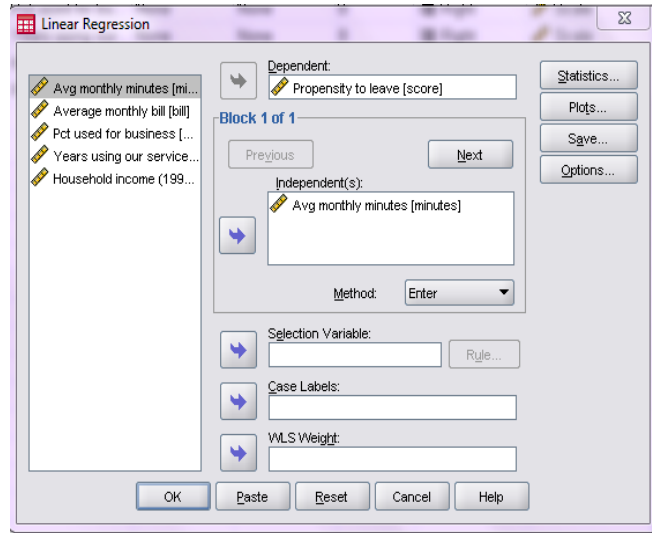 Linear Regression
Avg monthly minutes [mi...
Average monthly bill [bill]
Pct used for business [...
Years using our service...
Household income (199...
Dependent:
Propensity to leave [score]
Block 1 of 1
Previous
Next
Independent(s):
Avg monthly minutes [minutes]
Method:
Enter
Selection Variable:
Rule...
Case Labels:
WLS Weight:
Statistics...
Plots...
Save...
Options...
OK
Paste
Reset
Cancel
Help